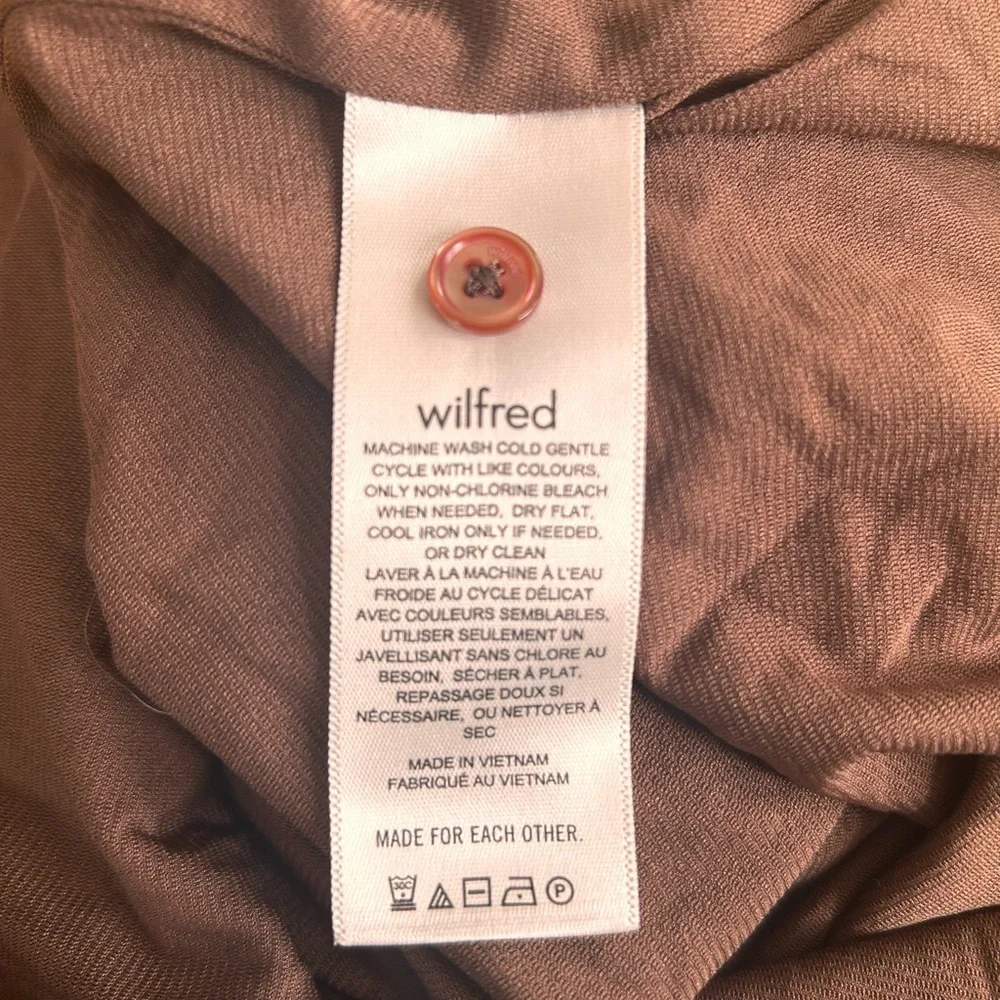 wilfred
MACHINE WASH COLD GENTLE
CYCLE WITH LIKE COLOURS,
ONLY NON-CHLORINE BLEACH
WHEN NEEDED, DRY FLAT,
COOL IRON ONLY IF NEEDED,
OR DRY CLEAN
LAVER À LA MACHINE À L'EAU
FROIDE AU CYCLE DÉLICAT
AVEC COULEURS SEMBLABLES,
UTILISER SEULEMENT UN
JAVELLISANT SANS CHLORE AU
BESOIN, SÉCHER À PLAT,
REPASSAGE DOUX SI
NÉCESSAIRE, OU NETTOYER À
SEC
MADE IN VIETNAM
FABRIQUÉ AU VIETNAM
MADE FOR EACH OTHER.
30C P